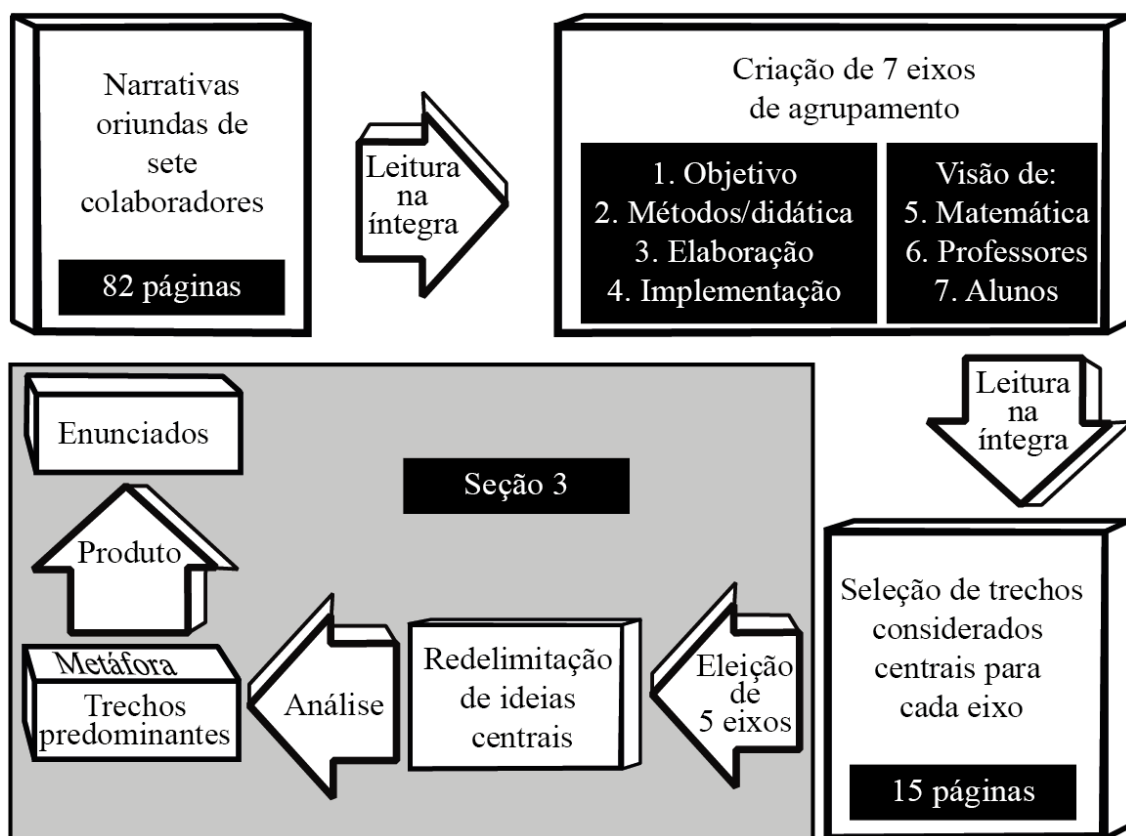 Narrativas
oriundas de
sete
colaboradores
82 páginas
Leitura
na
íntegra
Criação de 7 eixos
de agrupamento
1. Objetivo
2. Métodos/didática
3. Elaboração
4. Implementação
Visão de:
5. Matemática
6. Professores
7. Alunos
Leitura
na
íntegra
Seleção de trechos
considerados
centrais para
cada eixo
15 páginas
Seção 3
Eleição
de
5 eixos
Redelimitação
de ideias
centrais
Análise
Metáfora
Trechos
predominantes
Produto
Enunciados